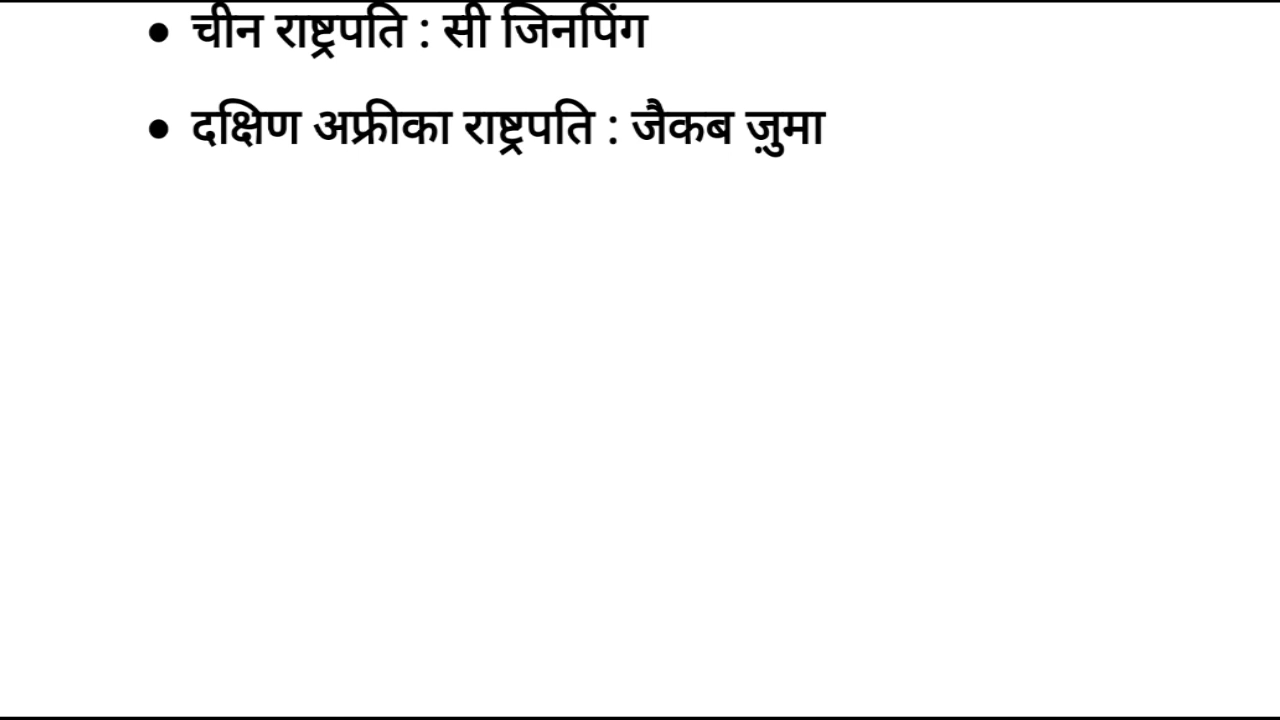 • चीन राष्ट्रपति : सी जिनपिंग
• दक्षिण अफ्रीका राष्ट्रपति : जैकब ज़ुमा